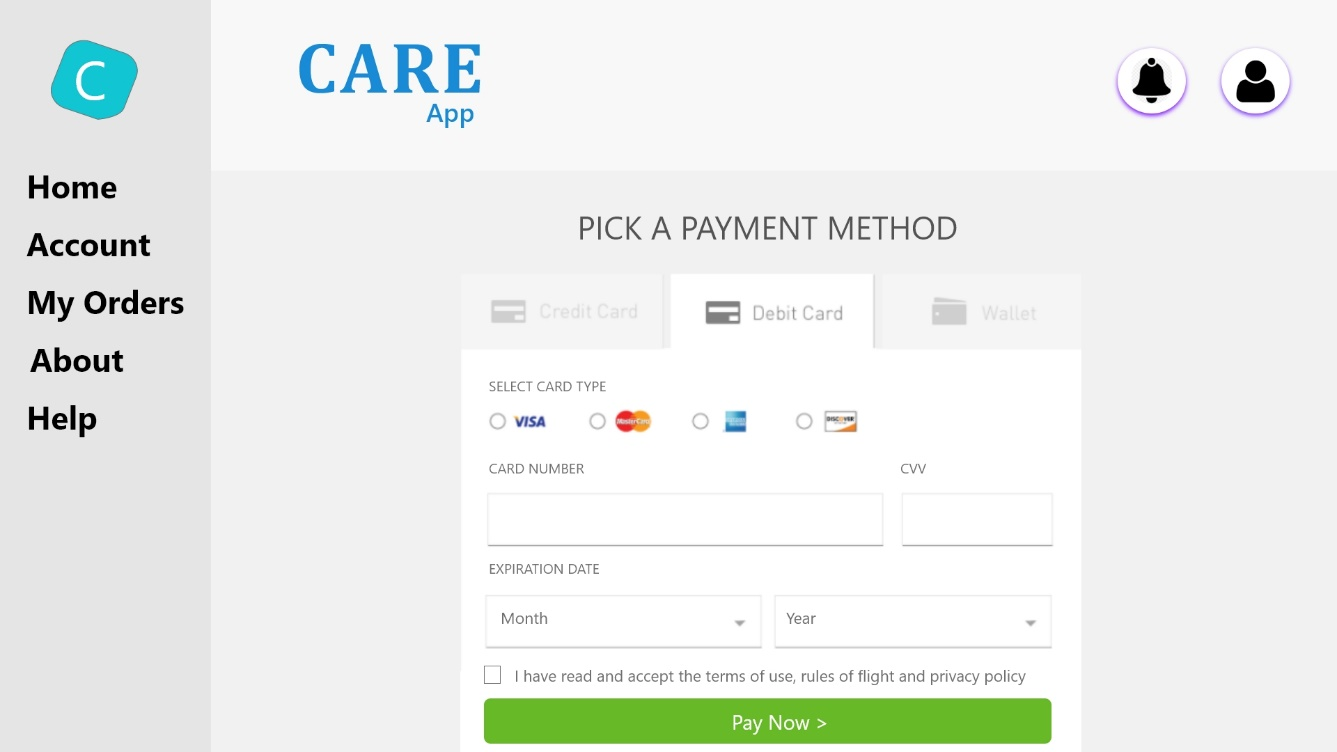 C
CARE
App
Home
Account
My Orders
About
Help
PICK A PAYMENT METHOD
Credit Card
Debit Card
Wallet
SELECT CARD TYPE
VISA
MasterCard
DISCOVER
CARD NUMBER
CVV
EXPIRATION DATE
Month
Year
I have read and accept the terms of use, rules of flight and privacy policy
Pay Now >